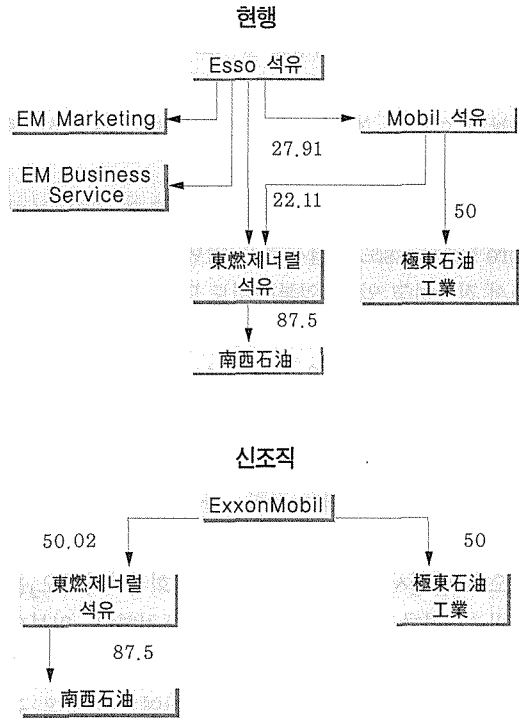 현행
Esso 석유
EM Marketing
Mobil 석유
27.91
EM Business
Service
22.11
50
東燃제너럴
석유
極東石油
工業
87.5
南西石油
신조직
ExxonMobil
50.02
50
東燃제너럴
석유
極東石油
工業
87.5
南西石油